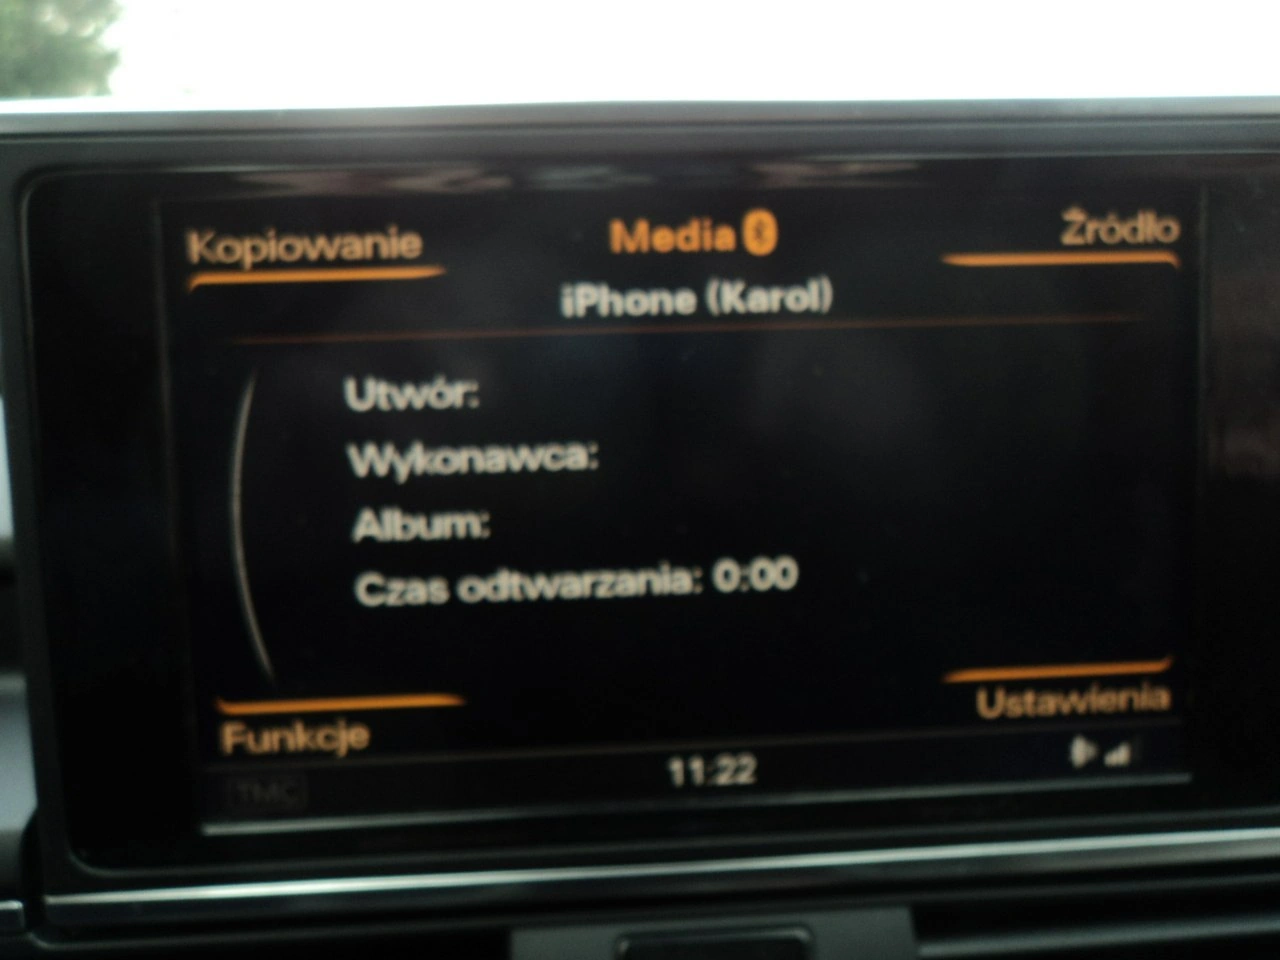 Kopiowanie
Media
Źródło
iPhone (Karol)
Utwór:
Wykonawca:
Album:
Czas odtwarzania: 0:00
Funkcje
Ustawienia
TMC
11:22